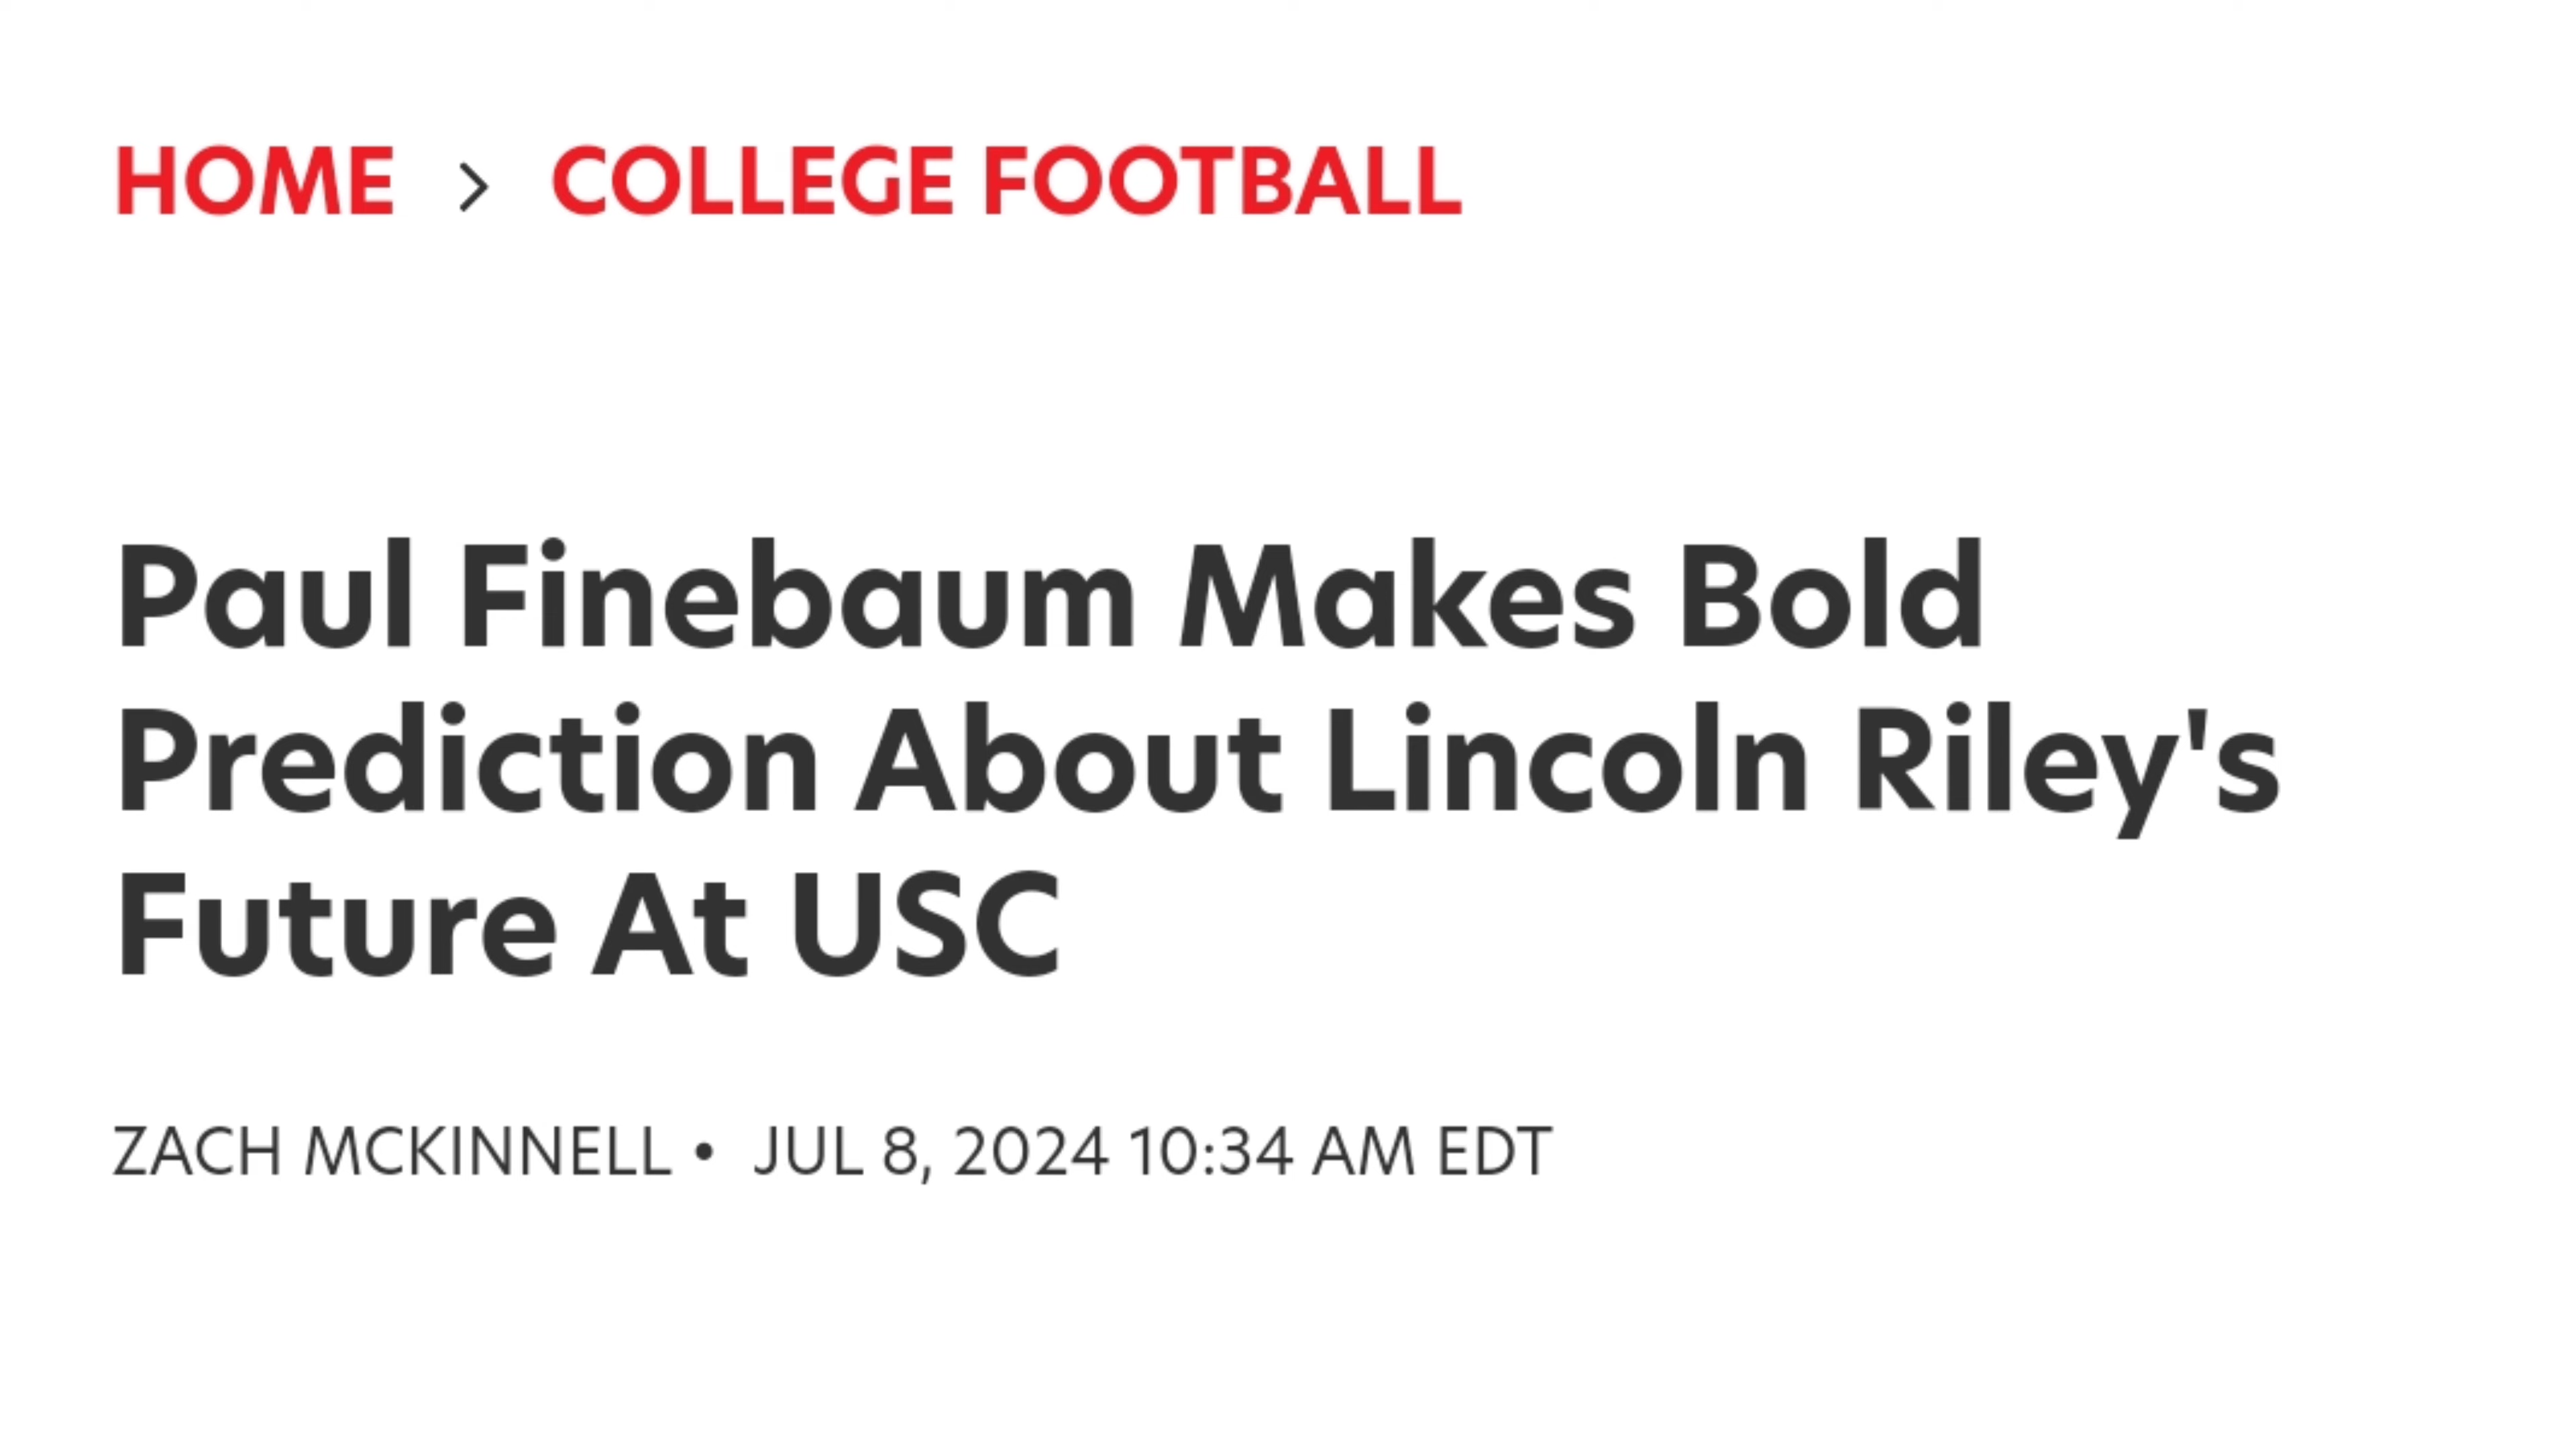 HOME > COLLEGE FOOTBALL
Paul Finebaum Makes Bold
Prediction About Lincoln Riley's
Future At USC
ZACH MCKINNELL • JUL 8, 2024 10:34 AM EDT